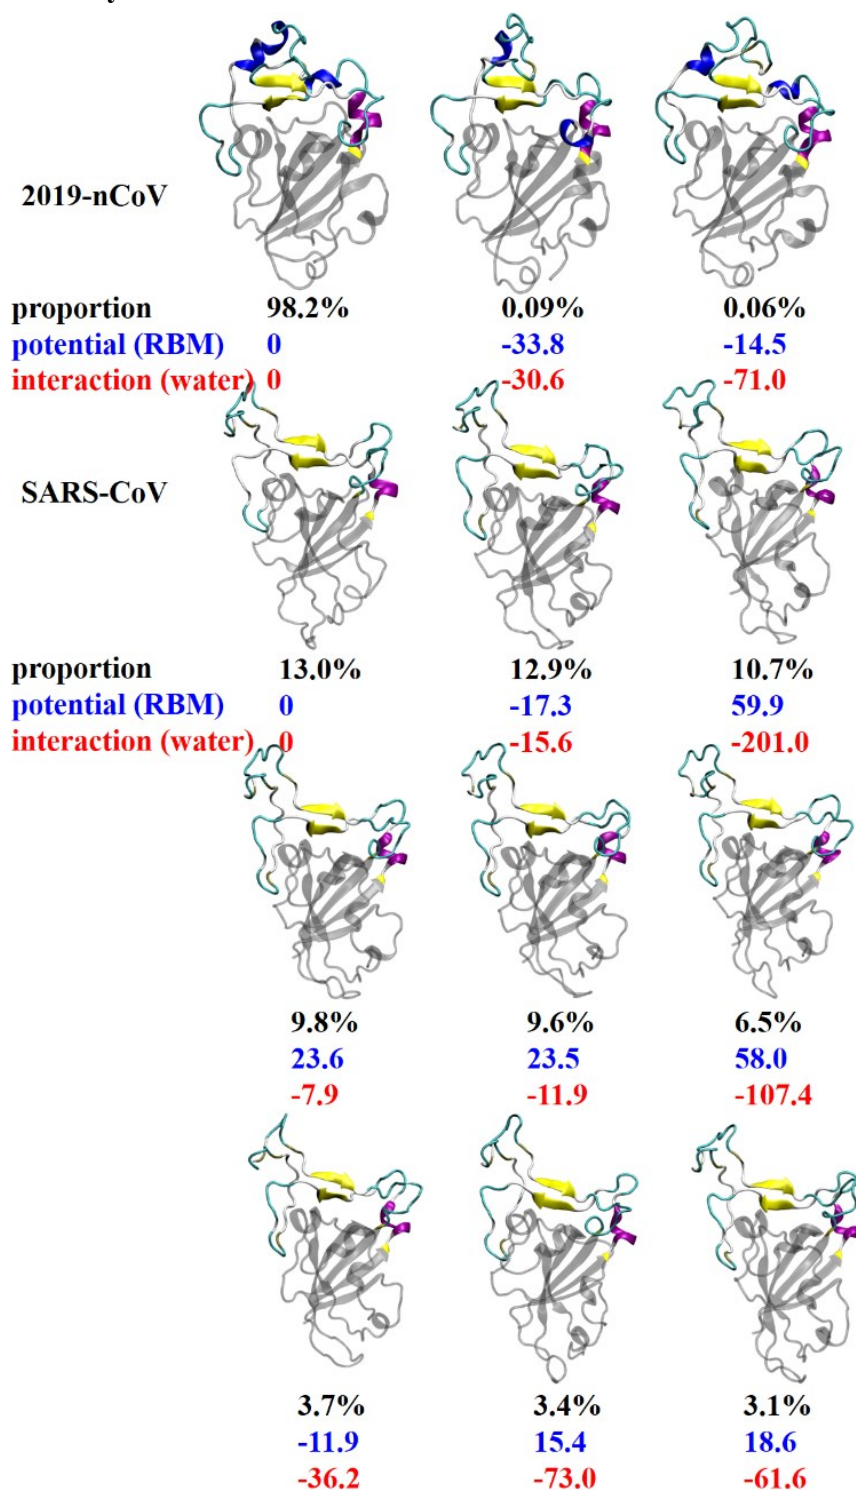 2019-nCoV
proportion 98.2% 0.09% 0.06%
potential (RBM) 0 -33.8 -14.5
interaction (water) 0 -30.6 -71.0
SARS-CoV
proportion 13.0% 12.9% 10.7%
potential (RBM) 0 -17.3 59.9
interaction (water) 0 -15.6 -201.0
9.8% 9.6% 6.5%
23.6 23.5 58.0
-7.9 -11.9 -107.4
3.7% 3.4% 3.1%
-11.9 15.4 18.6
-36.2 -73.0 -61.6